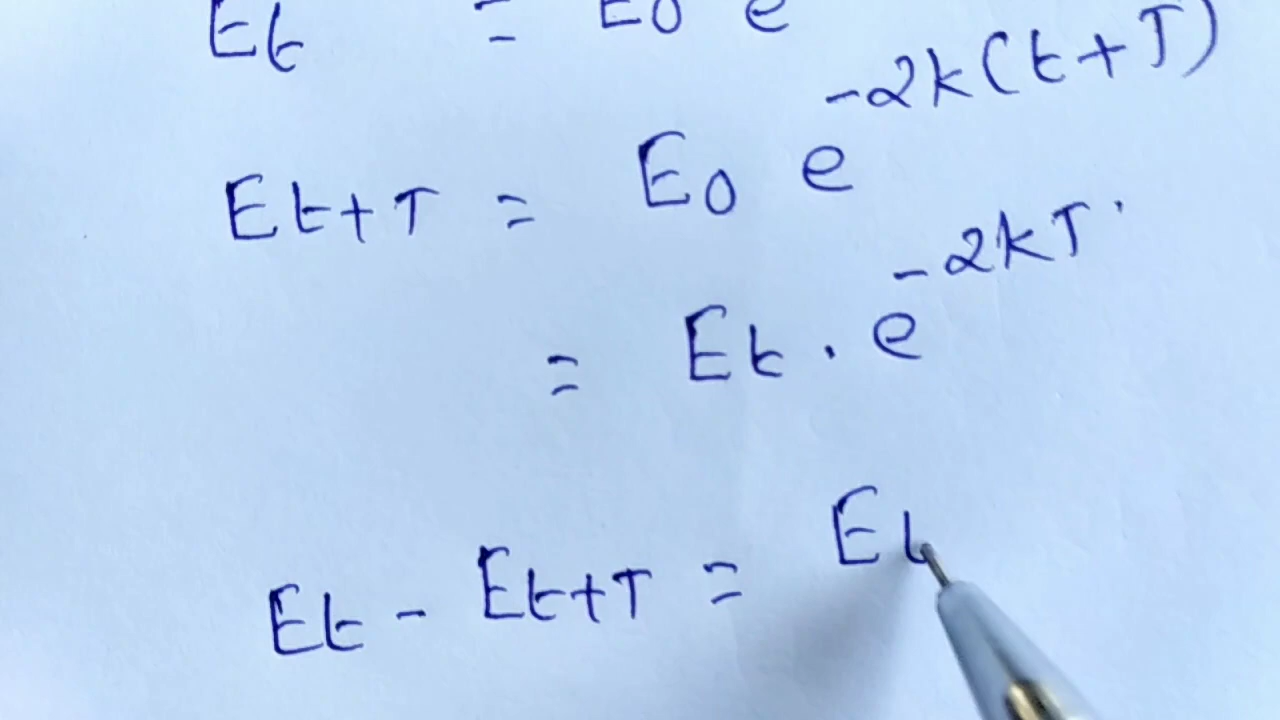 Et = E0 e
Et+T = E0 e^-2k(t+T)
= Et . e^-2kT
Et - Et+T = Et